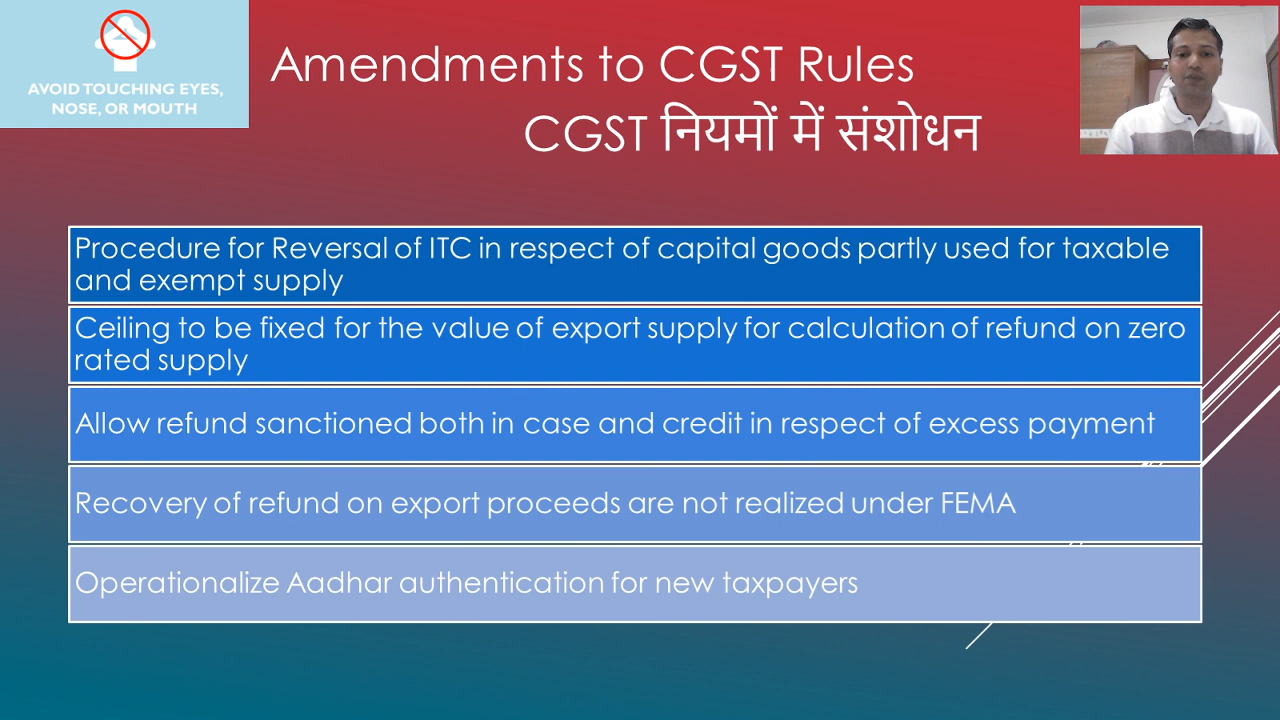 AVOID TOUCHING EYES,
NOSE, OR MOUTH
Amendments to CGST Rules
CGST नियमों में संशोधन
Procedure for Reversal of ITC in respect of capital goods partly used for taxable
and exempt supply
Ceiling to be fixed for the value of export supply for calculation of refund on zero
rated supply
Allow refund sanctioned both in case and credit in respect of excess payment
Recovery of refund on export proceeds are not realized under FEMA
Operationalize Aadhar authentication for new taxpayers